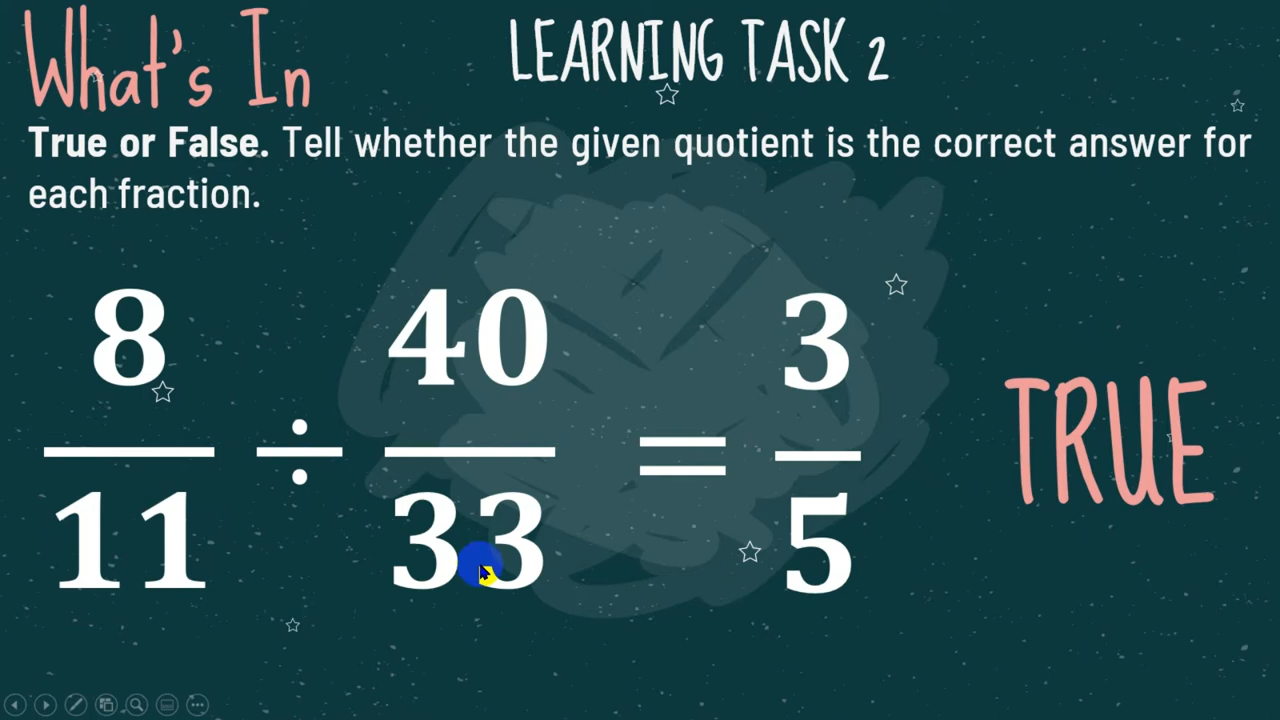 What's In
LEARNING TASK 2
True or False. Tell whether the given quotient is the correct answer for
each fraction.
8 40 3
÷ = TRUE
11 33 5